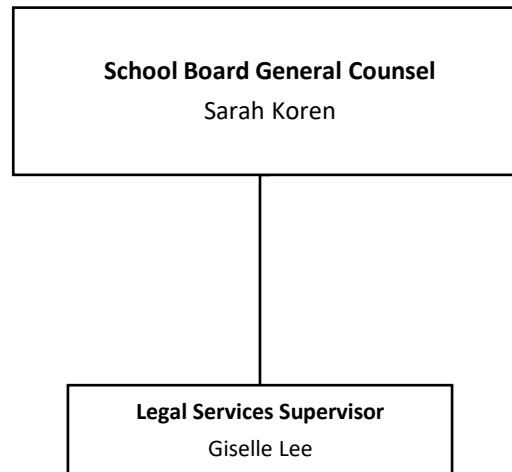 School Board General Counsel
Sarah Koren
Legal Services Supervisor
Giselle Lee